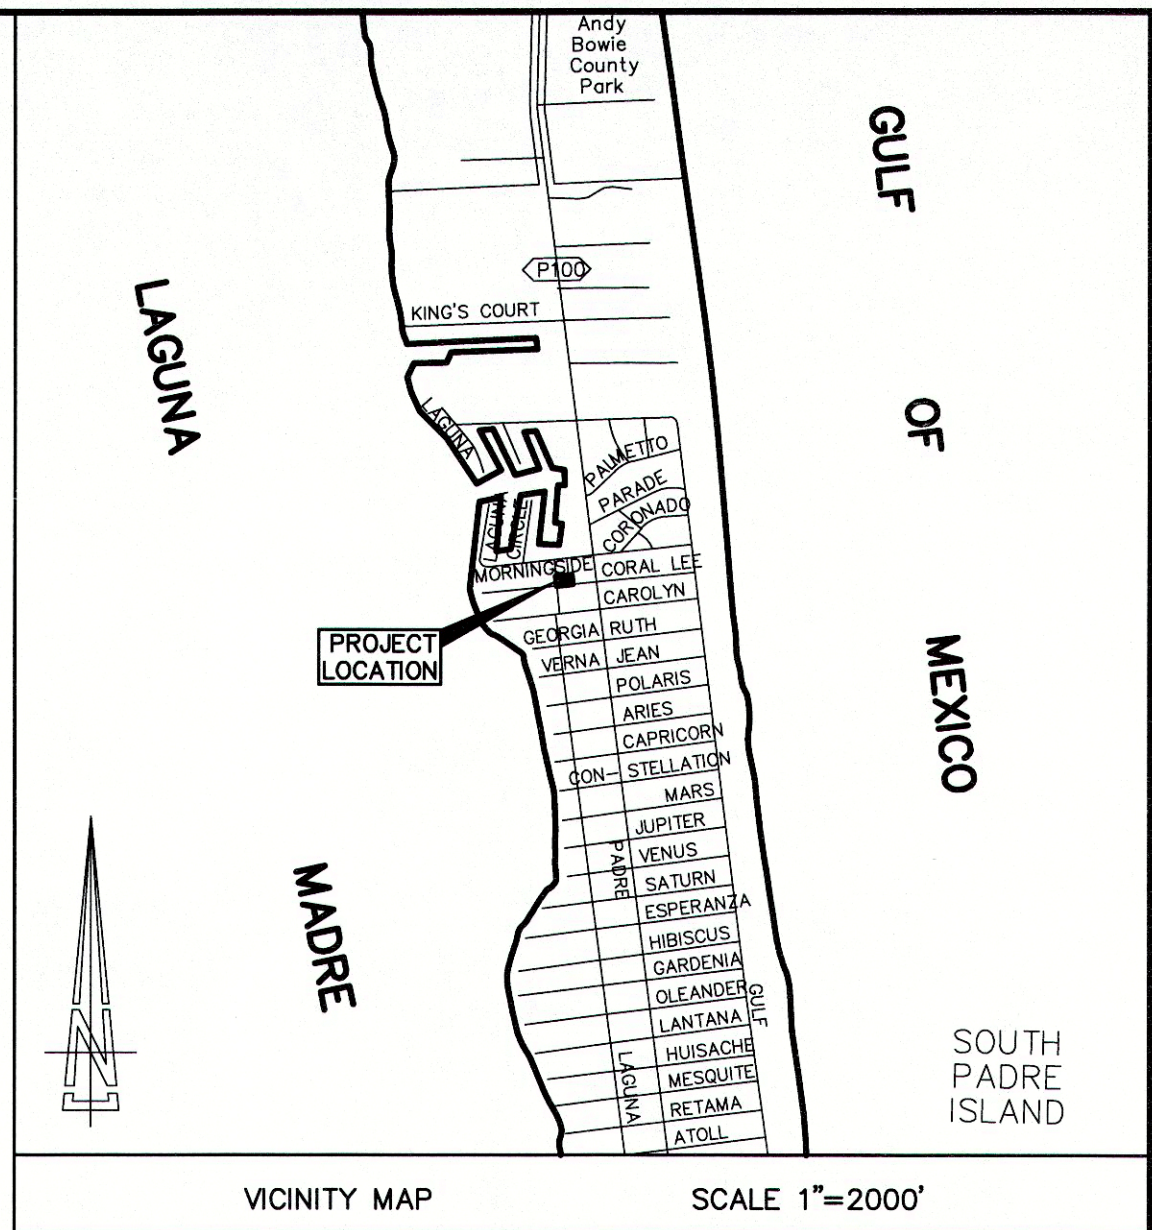 Andy
Bowie
County
Park
GULF
OF
MEXICO
P100
LAGUNA
MADRE
KING'S COURT
LAGUNA
PALMETTO
PARADE
CORONADO
LAGUNA
CIRCLE
MORNINGSIDE
CORAL LEE
CAROLYN
PROJECT
LOCATION
GEORGIA RUTH
VERNA JEAN
POLARIS
ARIES
CAPRICORN
CON- STELLATION
MARS
JUPITER
PADRE
VENUS
SATURN
ESPERANZA
HIBISCUS
GARDENIA
OLEANDER
GULF
LANTANA
HUISACHE
LAGUNA
MESQUITE
RETAMA
ATOLL
N
SOUTH
PADRE
ISLAND
VICINITY MAP
SCALE 1"=2000'